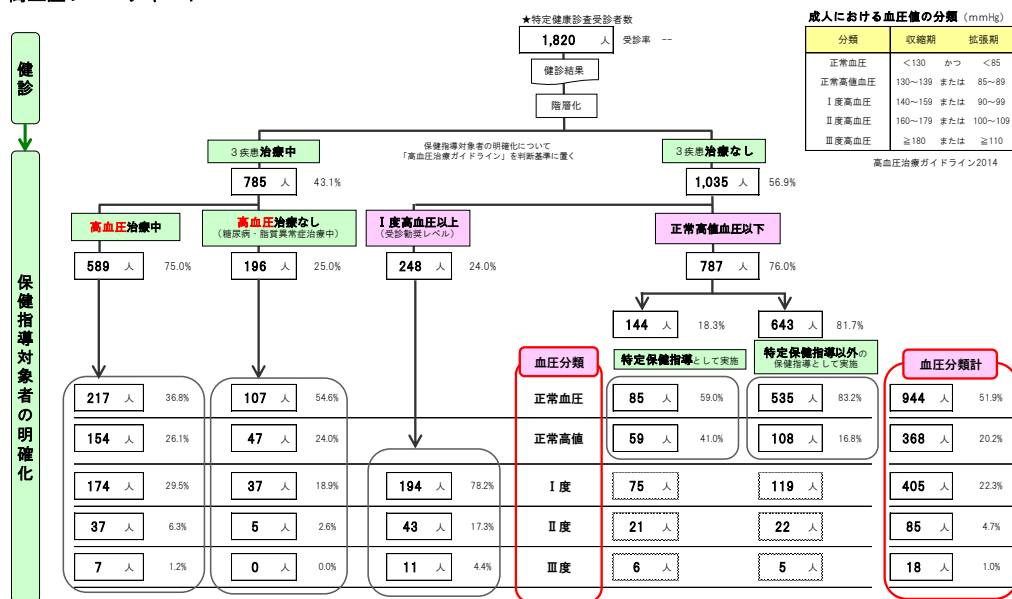 ★特定健康診査受診者数
1,820 人 受診率 --
健診結果
階層化
成人における血圧値の分類（mmHg）
分類 収縮期 拡張期
正常血圧 ＜130 かつ ＜85
正常高値血圧 130～139 または 85～89
Ⅰ度高血圧 140～159 または 90～99
Ⅱ度高血圧 160～179 または 100～109
Ⅲ度高血圧 ≧180 または ≧110
高血圧治療ガイドライン2014
健診
保健指導対象者の明確化
3疾患治療中
785 人 43.1%
保健指導対象者の明確化について
「高血圧治療ガイドライン」を判断基準に置く
3疾患治療なし
1,035 人 56.9%
高血圧治療中
589 人 75.0%
高血圧治療なし
（糖尿病・脂質異常症治療中）
196 人 25.0%
Ⅰ度高血圧以上
（受診勧奨レベル）
248 人 24.0%
正常高値血圧以下
787 人 76.0%
144 人 18.3%
643 人 81.7%
血圧分類
特定保健指導として実施
特定保健指導以外の
保健指導として実施
血圧分類計
217 人 36.8% 107 人 54.6% 正常血圧 85 人 59.0% 535 人 83.2% 944 人 51.9%
154 人 26.1% 47 人 24.0% 正常高値 59 人 41.0% 108 人 16.8% 368 人 20.2%
174 人 29.5% 37 人 18.9% 194 人 78.2% Ⅰ度 75 人 119 人 405 人 22.3%
37 人 6.3% 5 人 2.6% 43 人 17.3% Ⅱ度 21 人 22 人 85 人 4.7%
7 人 1.2% 0 人 0.0% 11 人 4.4% Ⅲ度 6 人 5 人 18 人 1.0%